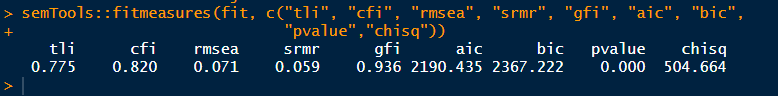 > semTools::fitmeasures(fit, c("tli", "cfi", "rmsea", "srmr", "gfi", "aic", "bic",
+ "pvalue","chisq"))
tli cfi rmsea srmr gfi aic bic pvalue chisq
0.775 0.820 0.071 0.059 0.936 2190.435 2367.222 0.000 504.664
>